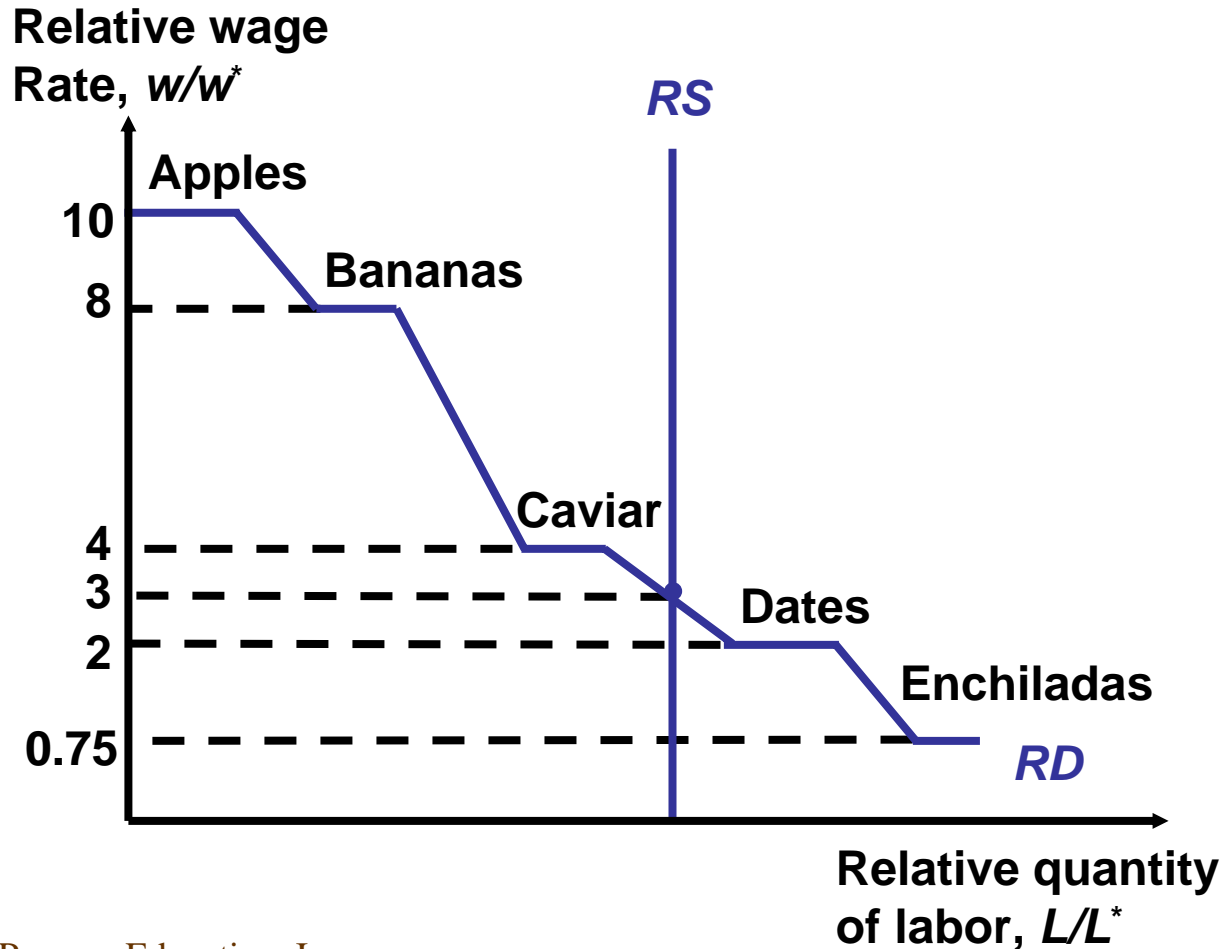 Relative wage
Rate, w/w*
RS
Apples
10
Bananas
8
Caviar
4
3
Dates
2
Enchiladas
0.75
RD
Relative quantity
of labor, L/L*